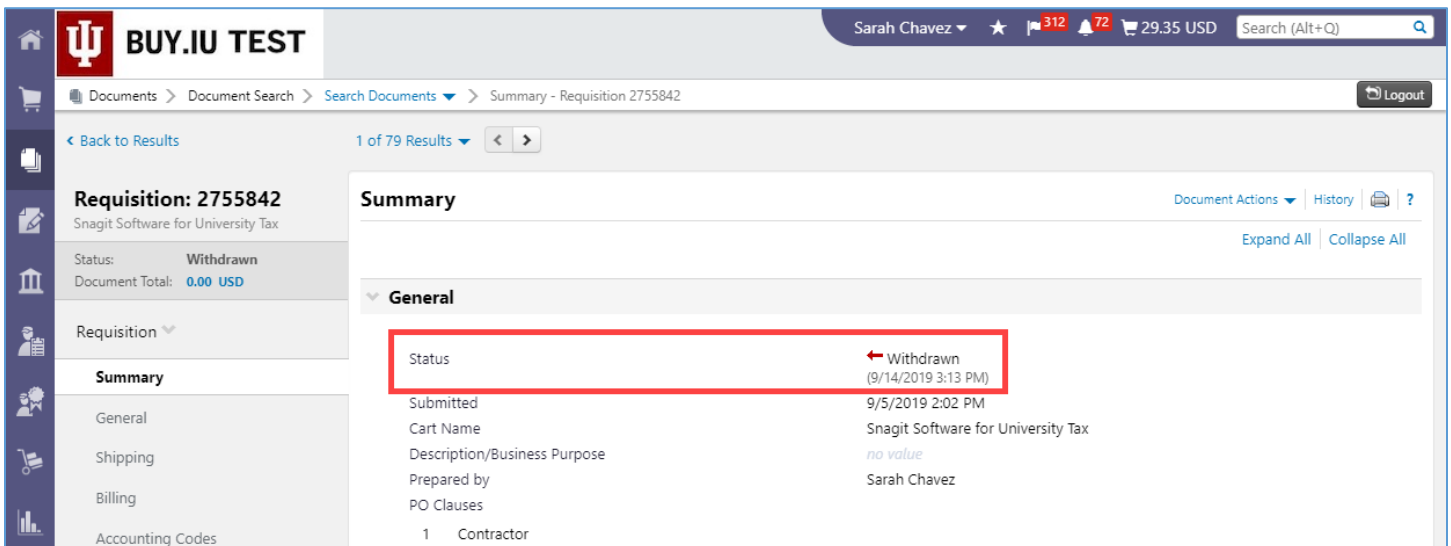 BUY.IU TEST
Sarah Chavez 312 72 29.35 USD Search (Alt+Q)
Documents > Document Search > Search Documents > Summary - Requisition 2755842
Logout
Back to Results
1 of 79 Results < >
Requisition: 2755842
Snagit Software for University Tax
Status: Withdrawn
Document Total: 0.00 USD
Requisition
Summary
General
Shipping
Billing
Accounting Codes
Summary
Document Actions History ?
Expand All Collapse All
General
Status Withdrawn
(9/14/2019 3:13 PM)
Submitted 9/5/2019 2:02 PM
Cart Name Snagit Software for University Tax
Description/Business Purpose no value
Prepared by Sarah Chavez
PO Clauses
1 Contractor